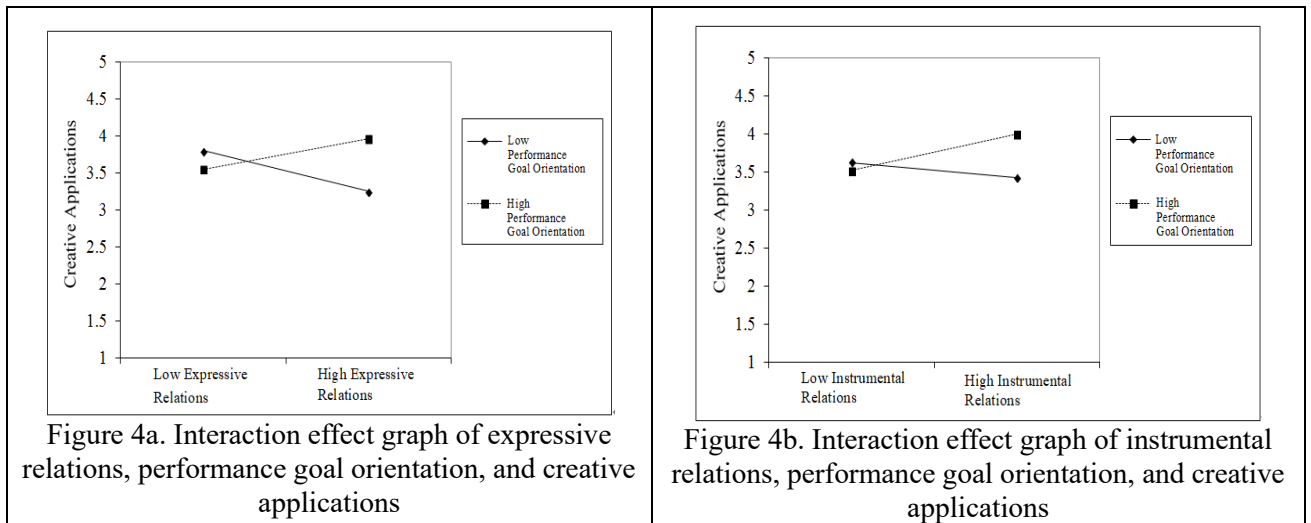 5
4.5
4
3.5
3
2.5
2
1.5
1
Creative Applications
Low Expressive
Relations
High Expressive
Relations
Low
Performance
Goal Orientation
High
Performance
Goal Orientation
Figure 4a. Interaction effect graph of expressive
relations, performance goal orientation, and creative
applications
5
4.5
4
3.5
3
2.5
2
1.5
1
Creative Applications
Low Instrumental
Relations
High Instrumental
Relations
Low
Performance
Goal Orientation
High
Performance
Goal Orientation
Figure 4b. Interaction effect graph of instrumental
relations, performance goal orientation, and creative
applications